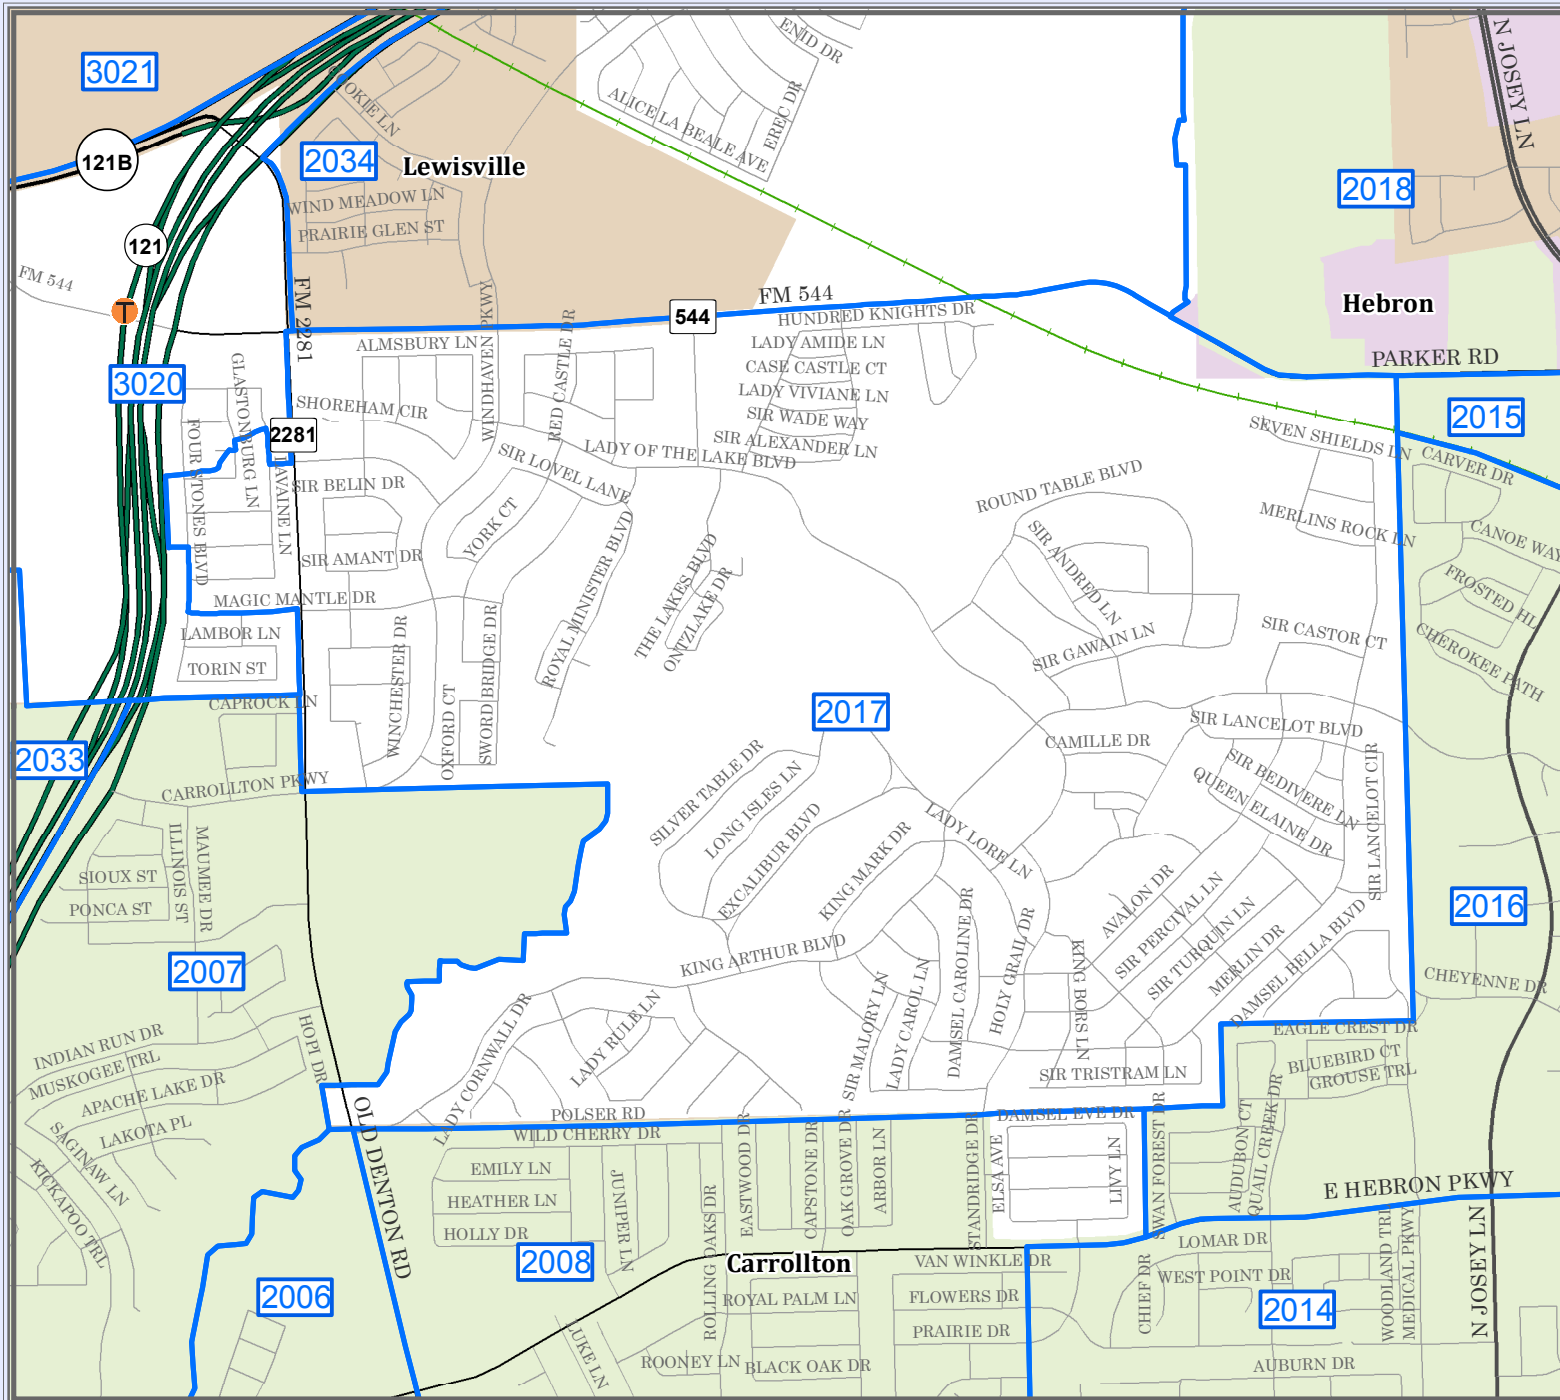 ENID DR
N JOSEY LN
3021
OOKIE LN
ALICE LA BEALE AVE
EREC DR
121B
2034
Lewisville
2018
WIND MEADOW LN
PRAIRIE GLEN ST
121
FM 544
T
FM 2281
WINDHAVEN PKWY
FM 544
544
HUNDRED KNIGHTS DR
Hebron
RED CASTLE DR
ALMSBURY LN
LADY AMIDE LN
PARKER RD
3020
GLASTONBURG LN
CASE CASTLE CT
LADY VIVIANE LN
SHOREHAM CIR
SIR WADE WAY
2015
FOUR STONES BLVD
2281
SIR ALEXANDER LN
SEVEN SHIELDS LN
LADY OF THE LAKE BLVD
SIR LOVEL LANE
CARVER DR
LAVAINE LN
SIR BELIN DR
ROUND TABLE BLVD
YORK CT
MERLINS ROCK LN
CANOE WAY
ROYAL MINISTER BLVD
SIR ANDRED LN
SIR AMANT DR
THE LAKES BLVD
ONTZLAKE DR
FROSTED HL
MAGIC MANTLE DR
LAMBOR LN
SIR CASTOR CT
CHEROKEE PATH
TORIN ST
WINCHESTER DR
SWORD BRIDGE DR
SIR GAWAIN LN
CAPROCK LN
OXFORD CT
2017
SIR LANCELOT BLVD
2033
CAMILLE DR
SILVER TABLE DR
LONG ISLES LN
SIR BEDIVERE LN
CARROLLTON PKWY
QUEEN ELAINE DR
SIR LANCELOT CIR
EXCALIBUR BLVD
LADY LORE LN
KING MARK DR
ILLINOIS ST
MAUMEE DR
SIOUX ST
PONCA ST
AVALON DR
SIR PERCIVAL LN
2016
DAMSEL CAROLINE DR
HOLY GRAIL DR
SIR TURQUIN LN
MERLIN DR
DAMSEL BELLA BLVD
KING ARTHUR BLVD
2007
KING BORS LN
CHEYENNE DR
LADY CORNWALL DR
LADY RULE LN
SIR MALORY LN
LADY CAROL LN
HOPI DR
INDIAN RUN DR
EAGLE CREST DR
MUSKOGEE TRL
BLUEBIRD CT
APACHE LAKE DR
SIR TRISTRAM LN
GROUSE TRL
LAKOTA PL
OLD DENTON RD
POLSER RD
DAMSEL EVE DR
SAGINAW LN
WILD CHERRY DR
EASTWOOD DR
CAPSTONE DR
OAK GROVE DR
ARBOR LN
STANDRIDGE DR
ELSA AVE
LIVY LN
SWAN FOREST DR
AUDUBON CT
QUAIL CREEK DR
KICKAPOO TRL
EMILY LN
JUNIPER LN
HEATHER LN
E HEBRON PKWY
HOLLY DR
ROLLING OAKS DR
2008
Carrollton
VAN WINKLE DR
LOMAR DR
WOODLAND TRL
MEDICAL PKWY
N JOSEY LN
CHIEF DR
WEST POINT DR
2006
ROYAL PALM LN
FLOWERS DR
2014
PRAIRIE DR
LUKE LN
ROONEY LN
BLACK OAK DR
AUBURN DR